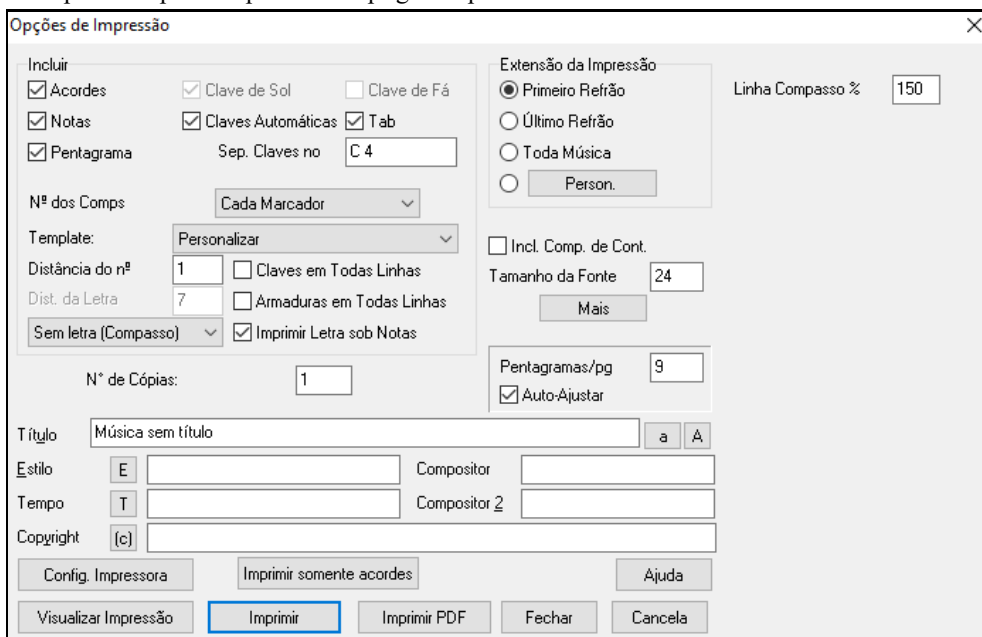 Opções de Impressão
Incluir
Acordes Clave de Sol Clave de Fá
Notas Claves Automáticas Tab
Pentagrama Sep. Claves no C 4
Nº dos Comps Cada Marcador
Template: Personalizar
Distância do nº 1 Claves em Todas Linhas
Dist. da Letra 7 Armaduras em Todas Linhas
Sem letra (Compasso) Imprimir Letra sob Notas
N° de Cópias: 1
Extensão da Impressão
Primeiro Refrão
Último Refrão
Toda Música
Person.
Linha Compasso % 150
Incl. Comp. de Cont.
Tamanho da Fonte 24
Mais
Pentagramas/pg 9
Auto-Ajustar
Título Música sem título a A
Estilo E Compositor
Tempo T Compositor 2
Copyright (c)
Config. Impressora Imprimir somente acordes Ajuda
Visualizar Impressão Imprimir Imprimir PDF Fechar Cancela